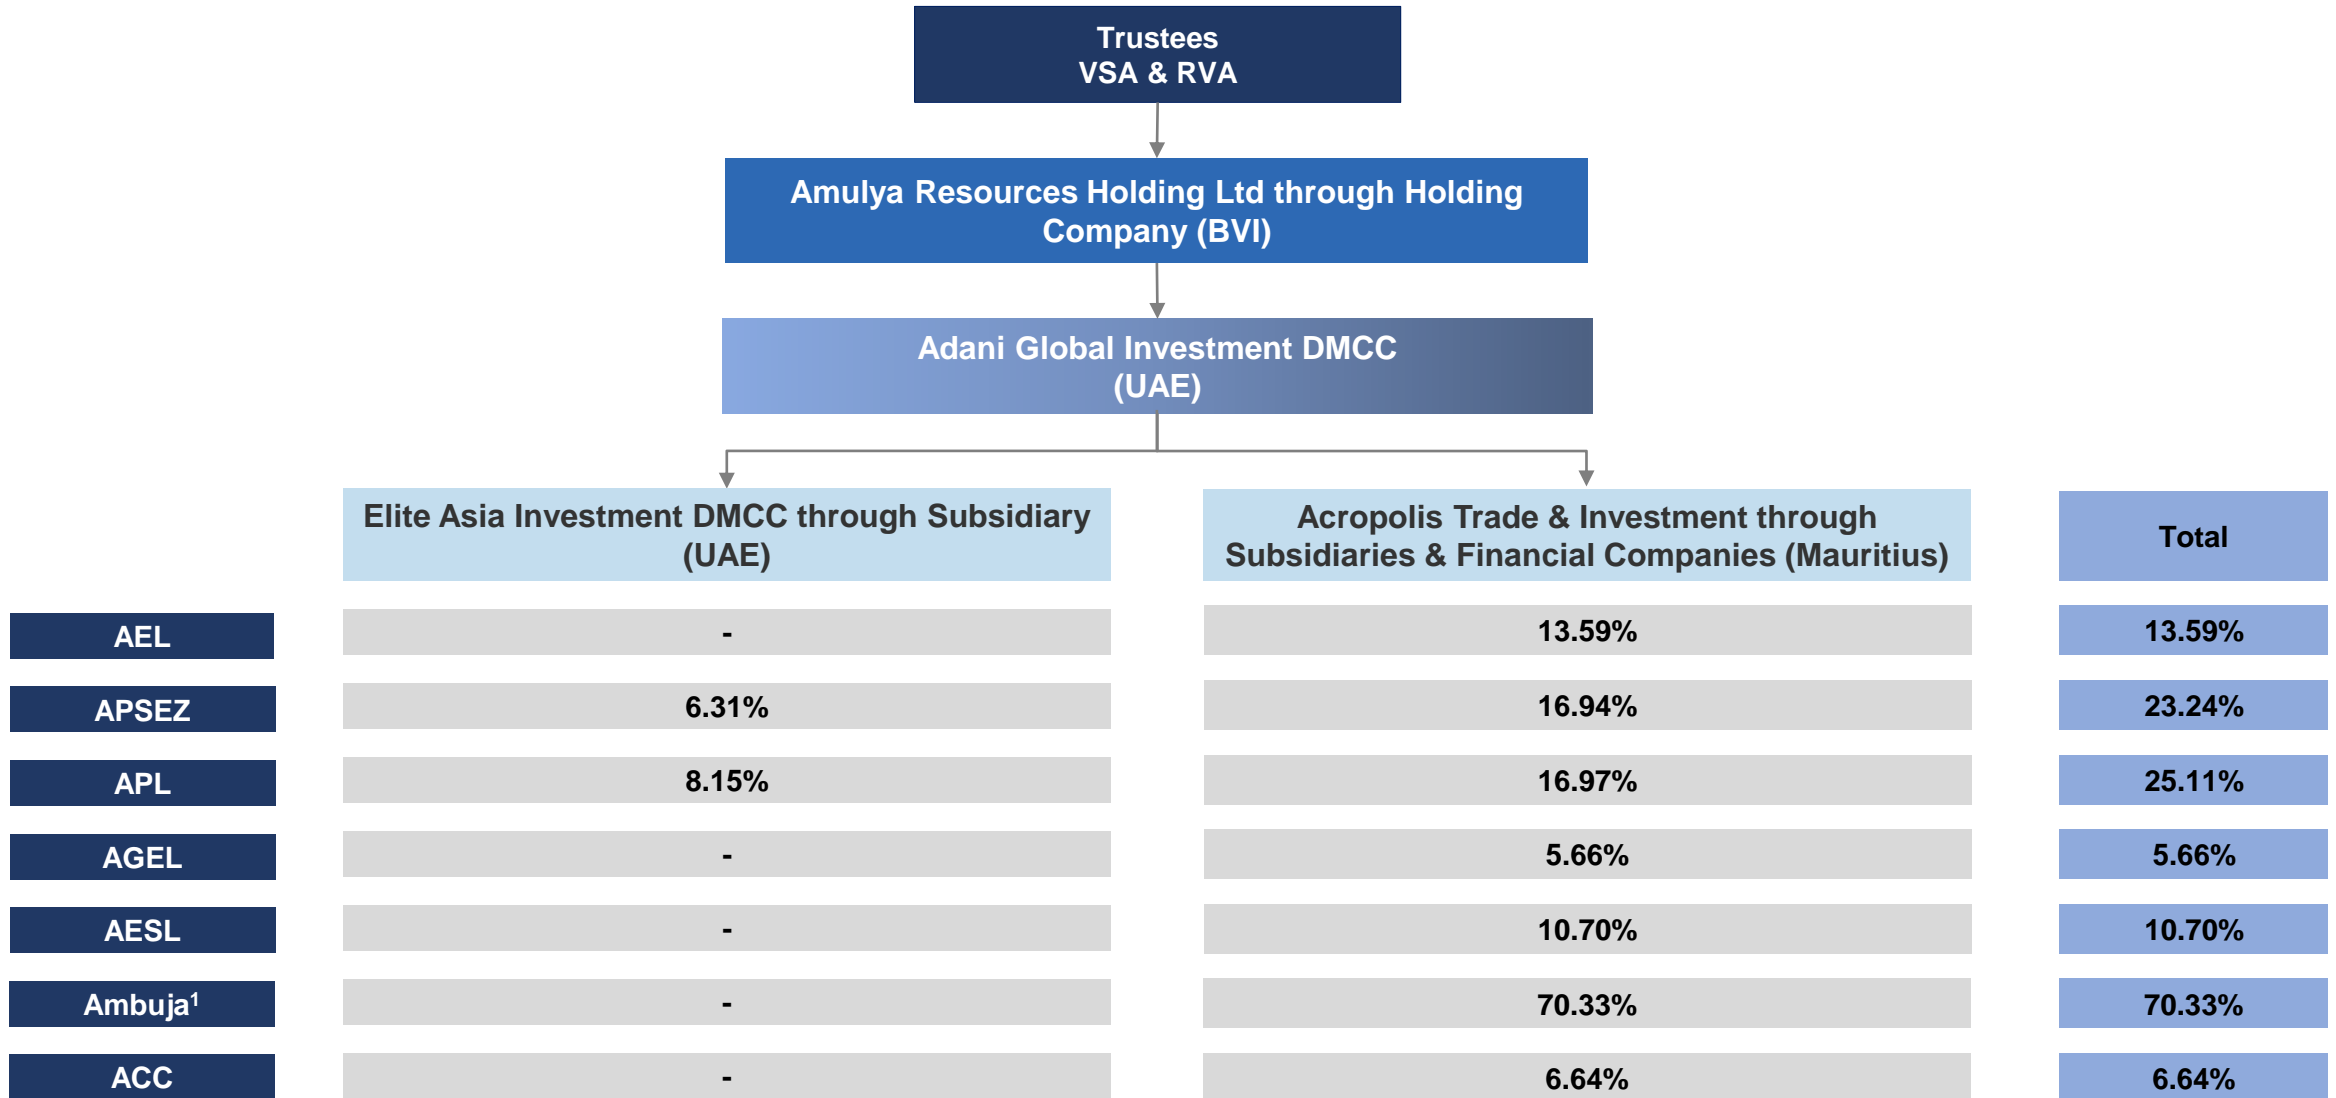 Trustees
VSA & RVA
Amulya Resources Holding Ltd through Holding
Company (BVI)
Adani Global Investment DMCC
(UAE)
Elite Asia Investment DMCC through Subsidiary
(UAE)
Acropolis Trade & Investment through
Subsidiaries & Financial Companies (Mauritius)
Total
AEL - 13.59% 13.59%
APSEZ 6.31% 16.94% 23.24%
APL 8.15% 16.97% 25.11%
AGEL - 5.66% 5.66%
AESL - 10.70% 10.70%
Ambuja¹ - 70.33% 70.33%
ACC - 6.64% 6.64%